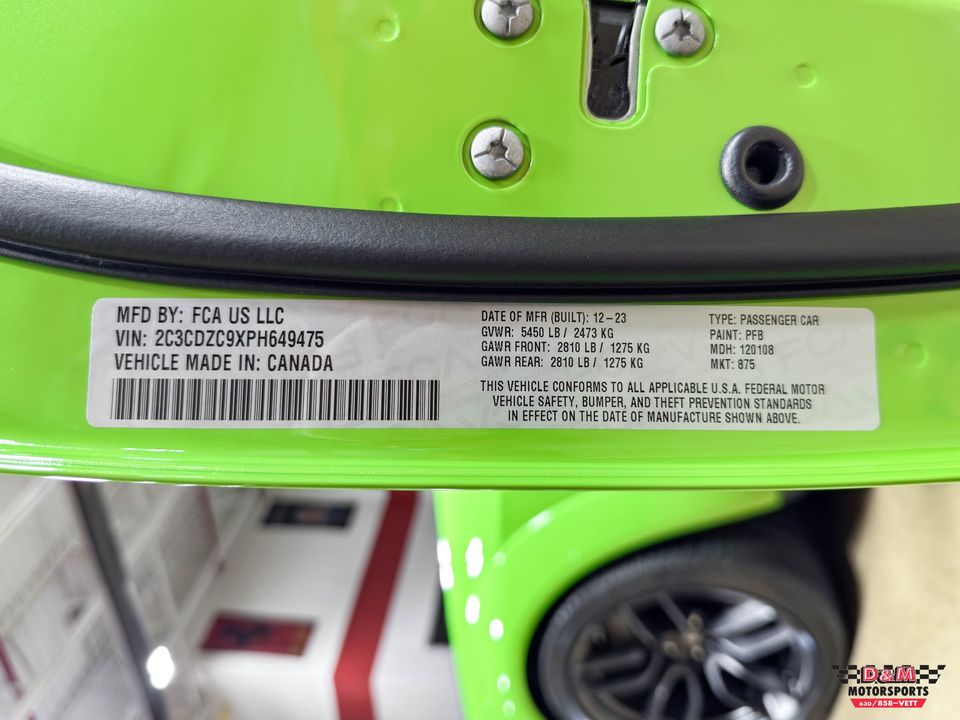 MFD BY: FCA US LLC
VIN: 2C3CDZC9XPH649475
VEHICLE MADE IN: CANADA
DATE OF MFR (BUILT): 12-23
GVWR: 5450 LB / 2473 KG
GAWR FRONT: 2810 LB / 1275 KG
GAWR REAR: 2810 LB / 1275 KG
TYPE: PASSENGER CAR
PAINT: PFB
MDH: 120108
MKT: 875
THIS VEHICLE CONFORMS TO ALL APPLICABLE U.S.A. FEDERAL MOTOR
VEHICLE SAFETY, BUMPER, AND THEFT PREVENTION STANDARDS
IN EFFECT ON THE DATE OF MANUFACTURE SHOWN ABOVE.
D&M
MOTORSPORTS
630/858-VETT